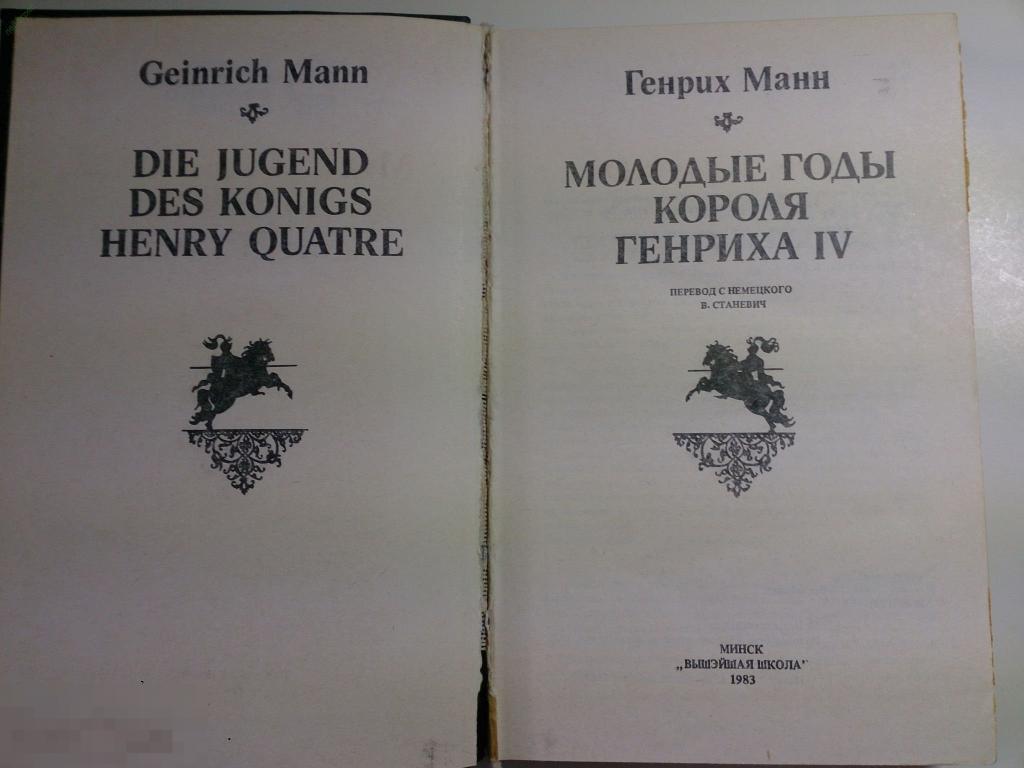 Geinrich Mann
DIE JUGEND
DES KONIGS
HENRY QUATRE
Генрих Манн
МОЛОДЫЕ ГОДЫ
КОРОЛЯ
ГЕНРИХА IV
ПЕРЕВОД С НЕМЕЦКОГО
В. СТАНЕВИЧ
МИНСК
„ВЫШЭЙШАЯ ШКОЛА"
1983